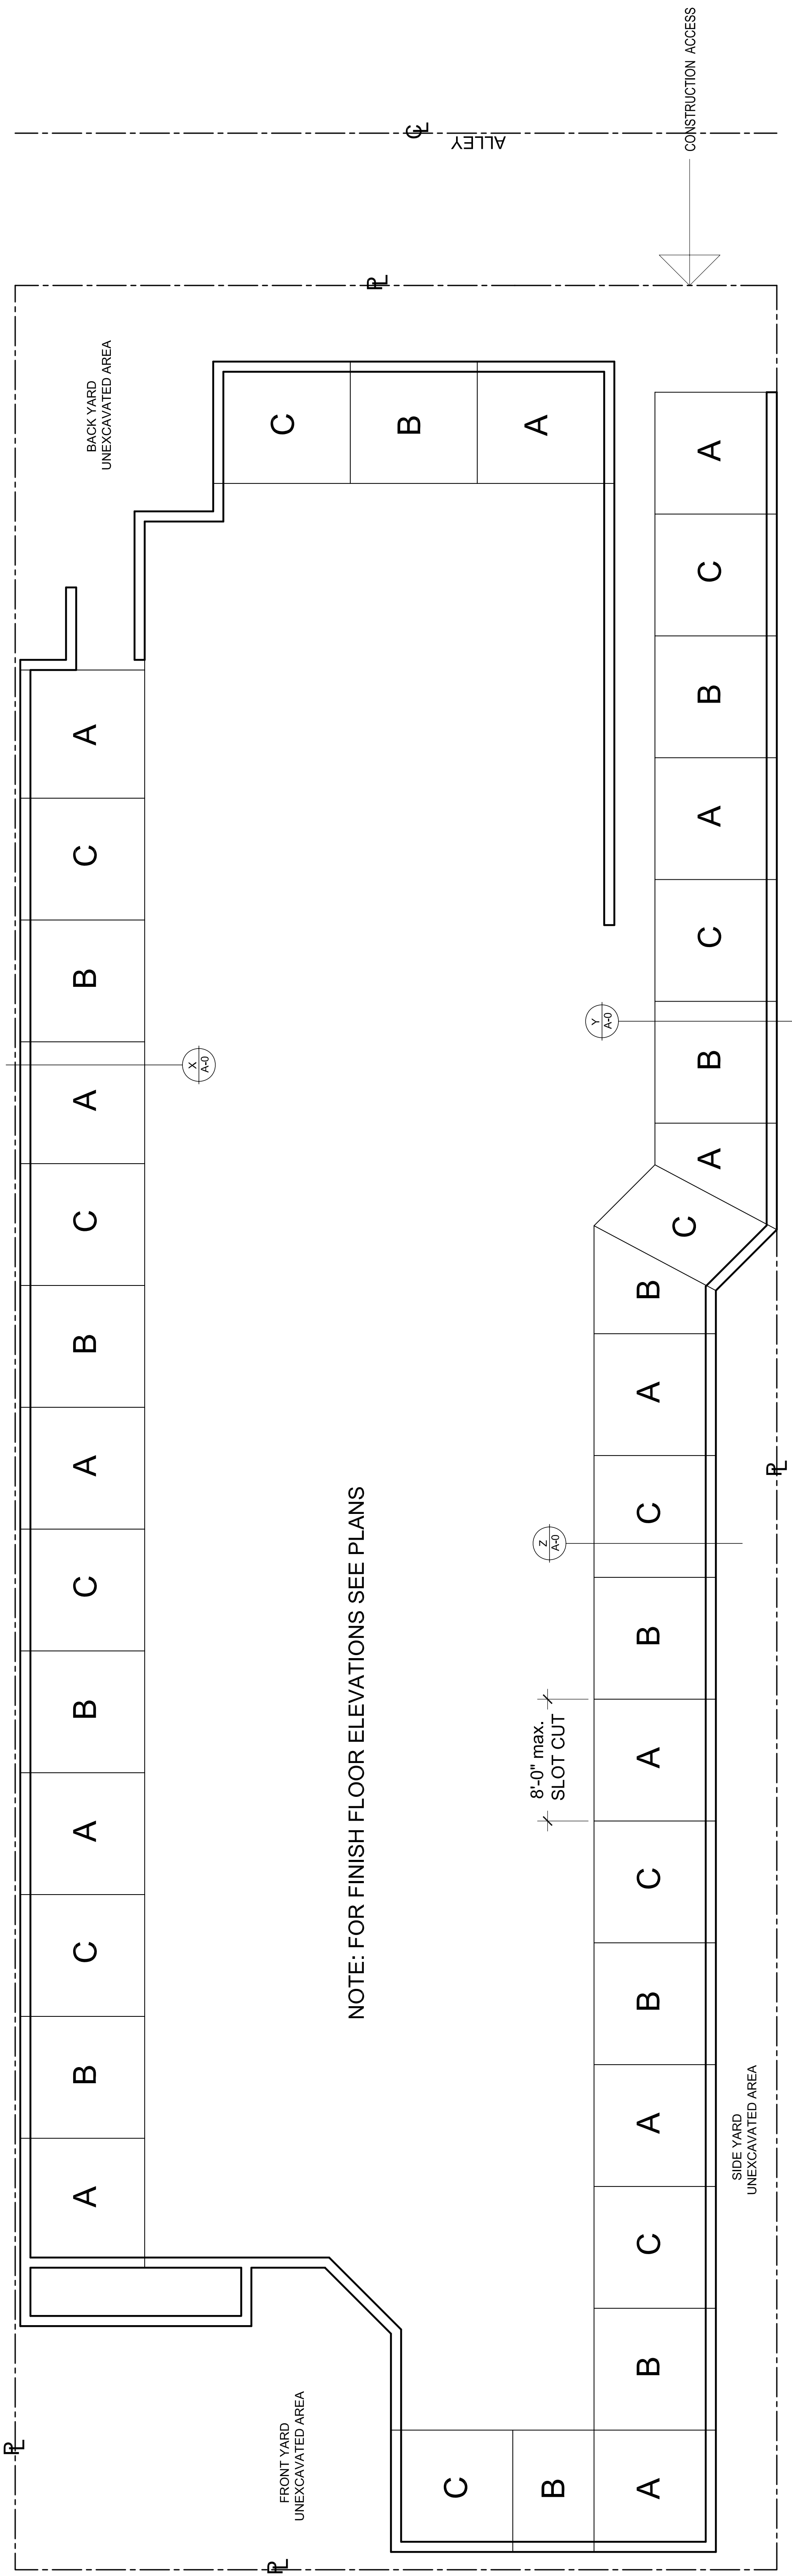 CONSTRUCTION ACCESS
CL
ALLEY
PL
BACK YARD
UNEXCAVATED AREA
C
B
A
A
C
B
A
C
B
A
C
B
A
C
B
A
C
B
A
A
C
B
A
C
B
A
C
B
A
C
B
A
C
B
A
C
B
A
B
C
X
A-0
Y
A-0
Z
A-0
8'-0" max.
SLOT CUT
NOTE: FOR FINISH FLOOR ELEVATIONS SEE PLANS
PL
SIDE YARD
UNEXCAVATED AREA
FRONT YARD
UNEXCAVATED AREA
PL
PL